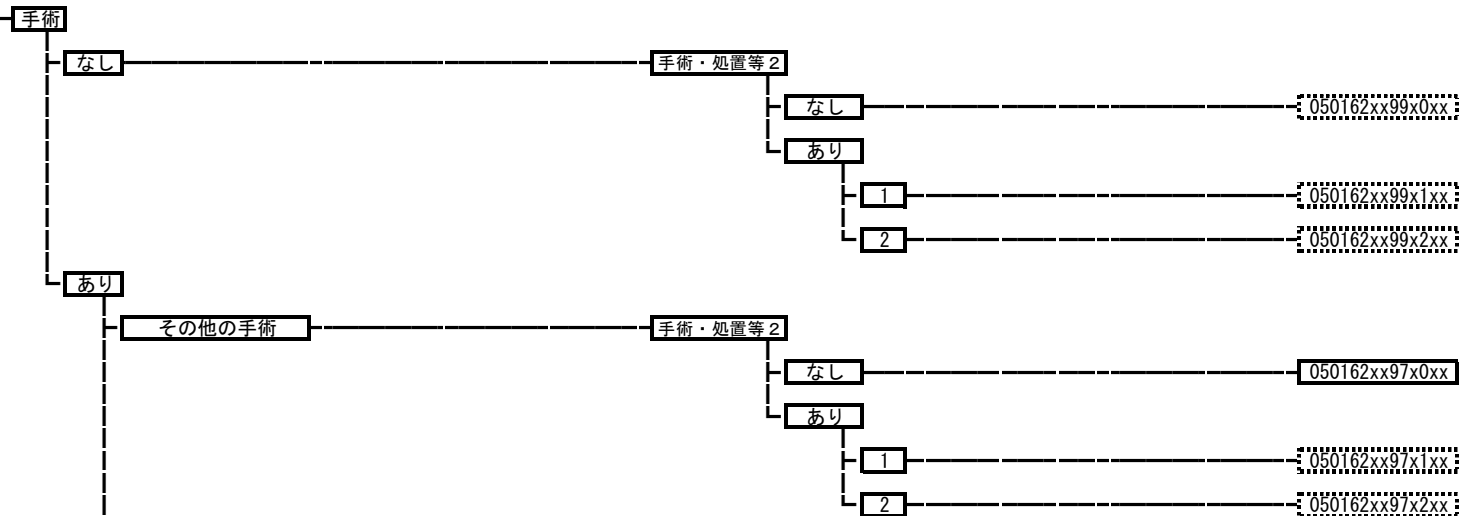 手術
なし 手術・処置等２
なし 050162xx99x0xx
あり
1 050162xx99x1xx
2 050162xx99x2xx
あり
その他の手術 手術・処置等２
なし 050162xx97x0xx
あり
1 050162xx97x1xx
2 050162xx97x2xx